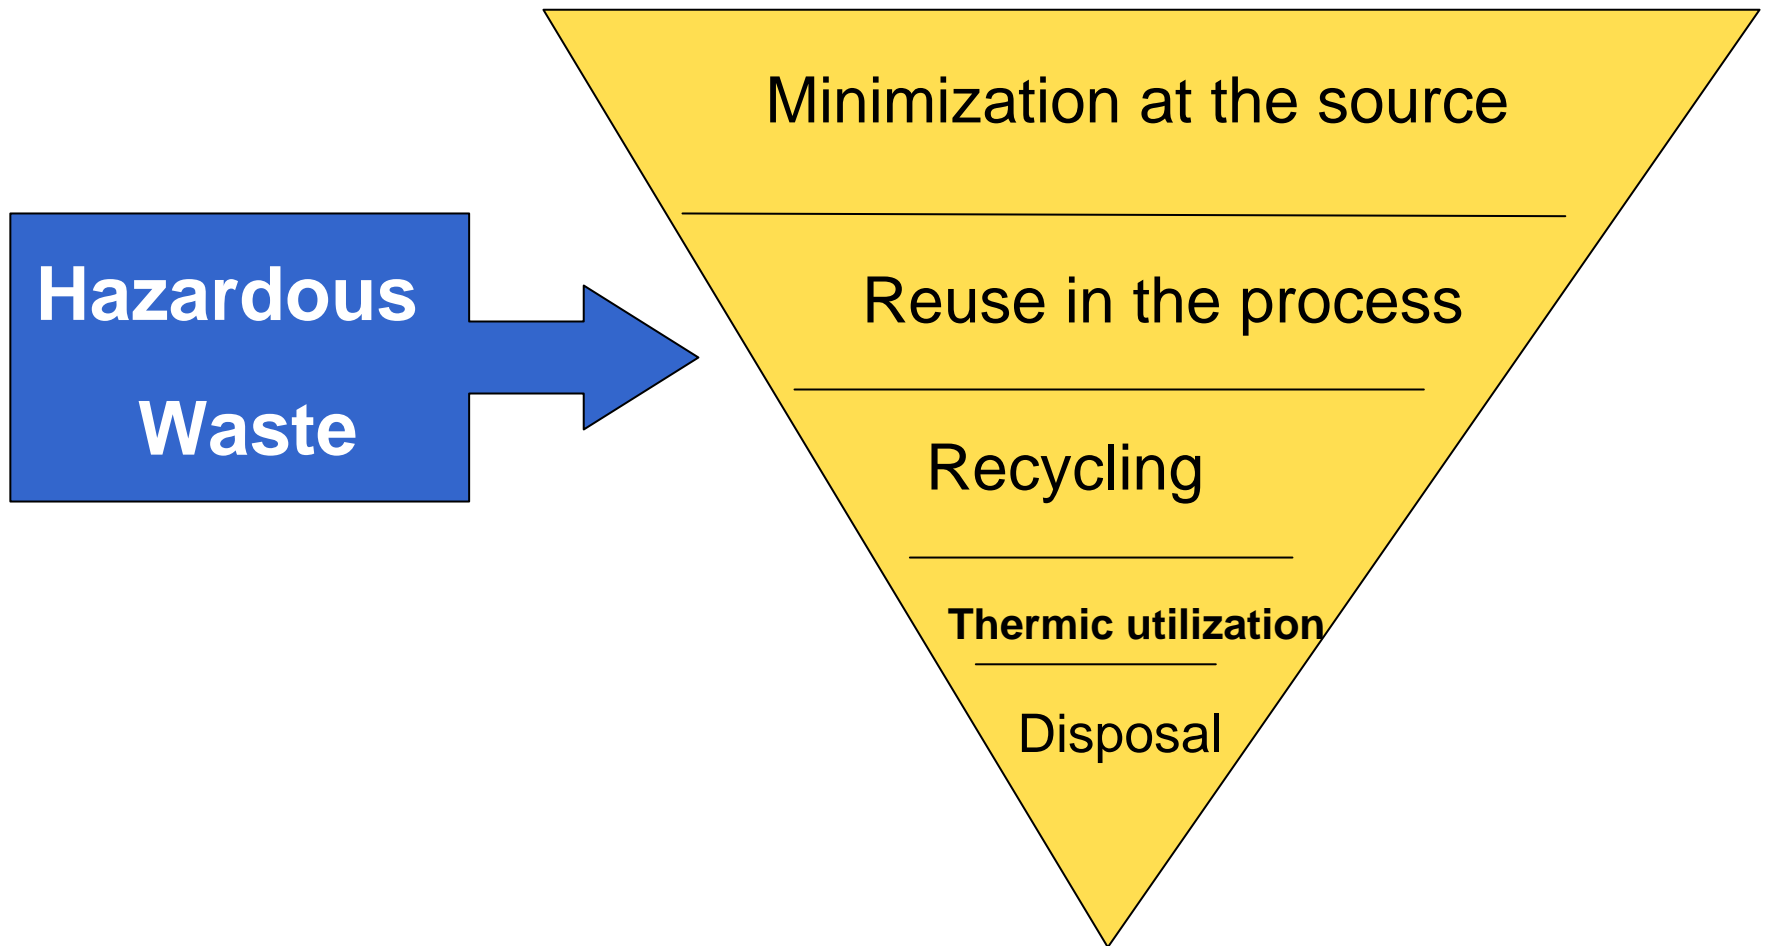 Minimization at the source
Hazardous
Waste
Reuse in the process
Recycling
Thermic utilization
Disposal